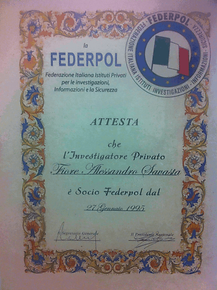 la
FEDERPOL
Federazione Italiana Istituti Privati
per le investigazioni,
Informazioni e la Sicurezza
ATTESTA
che
l'Investigatore Privato
Fiore Alessandro Savasta
è Socio Federpol dal
27 Gennaio 1995